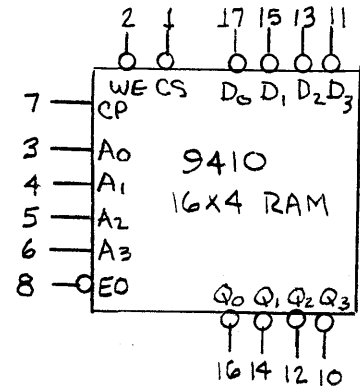 2 1 17 15 13 11
WE CS D0 D1 D2 D3
7 CP
3 A0
9410
4 A1
16X4 RAM
5 A2
6 A3
8 EO
Q0 Q1 Q2 Q3
16 14 12 10